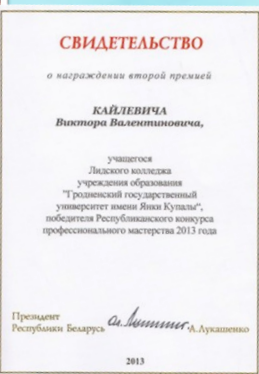 СВИДЕТЕЛЬСТВО
о награждении второй премией
КАЙЛЕВИЧА
Виктора Валентиновича,
учащегося
Лидского колледжа
учреждения образования
"Гродненский государственный
университет имени Янки Купалы",
победителя Республиканского конкурса
профессионального мастерства 2013 года
Президент
Республики Беларусь А.Лукашенко
2013